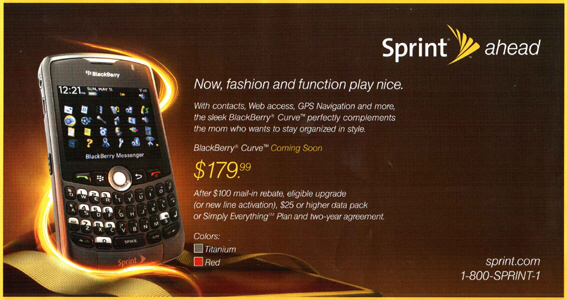 Sprint ahead
Now, fashion and function play nice.
With contacts, Web access, GPS Navigation and more,
the sleek BlackBerry® Curve™ perfectly complements
the mom who wants to stay organized in style.
BlackBerry® Curve™ Coming Soon
$179.99
After $100 mail-in rebate, eligible upgrade
(or new line activation), $25 or higher data pack
or Simply Everything℠ Plan and two-year agreement.
Colors:
Titanium
Red
sprint.com
1-800-SPRINT-1
BlackBerry
12:21 SUN, MAY 11
BlackBerry Messenger
SPACE
Sprint